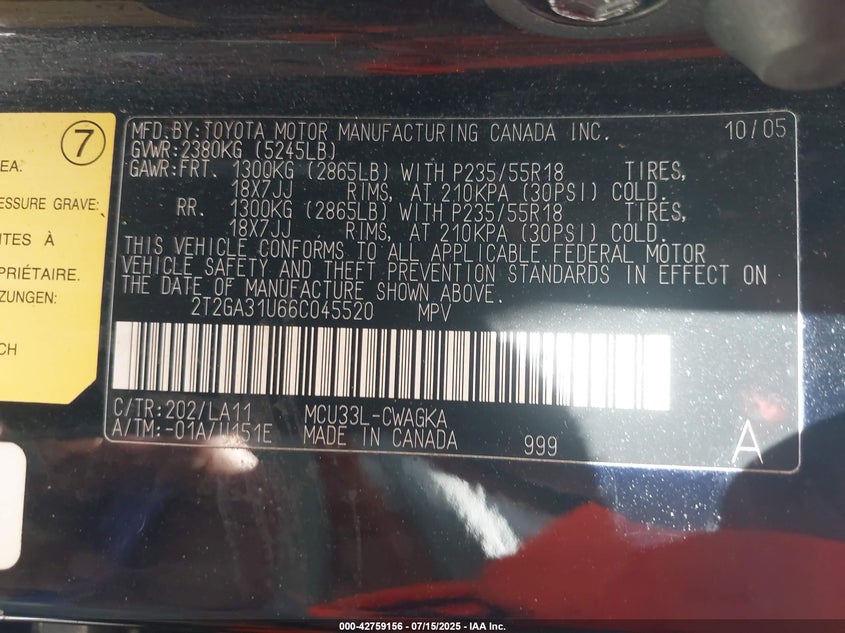 7
EA.
ESSURE GRAVE:
ITES À
PRIÉTAIRE.
ZUNGEN:
CH
MFD.BY:TOYOTA MOTOR MANUFACTURING CANADA INC. 10/05
GVWR:2380KG (5245LB)
GAWR:FRT. 1300KG (2865LB) WITH P235/55R18 TIRES,
18X7JJ RIMS, AT 210KPA (30PSI) COLD.
RR. 1300KG (2865LB) WITH P235/55R18 TIRES,
18X7JJ RIMS, AT 210KPA (30PSI) COLD.
THIS VEHICLE CONFORMS TO ALL APPLICABLE FEDERAL MOTOR
VEHICLE SAFETY AND THEFT PREVENTION STANDARDS IN EFFECT ON
THE DATE OF MANUFACTURE SHOWN ABOVE.
2T2GA31U66C045520 MPV
C/TR:202/LA11 MCU33L-CWAGKA
A/TM:-01A/U151E MADE IN CANADA 999 A
000-42759156 - 07/15/2025 - IAA Inc.